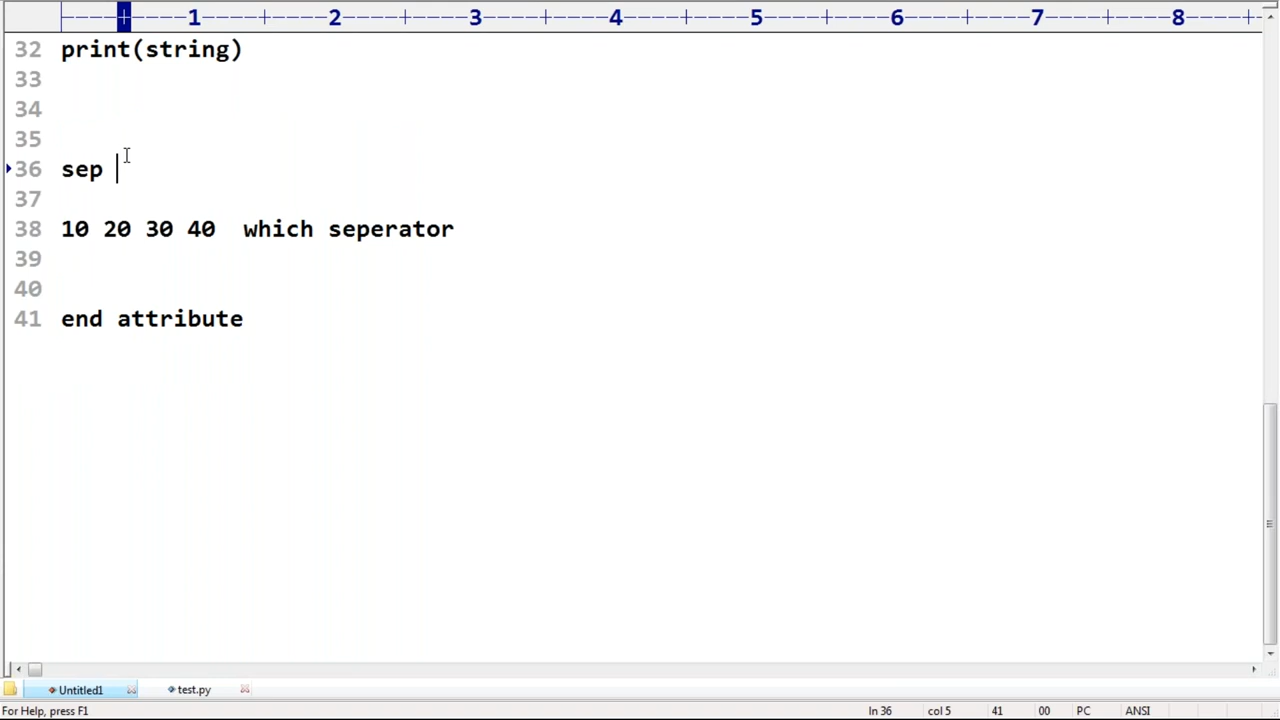 1 2 3 4 5 6 7 8
32 print(string)
33
34
35
36 sep
37
38 10 20 30 40 which seperator
39
40
41 end attribute
Untitled1 test.py
For Help, press F1 ln 36 col 5 41 00 PC ANSI